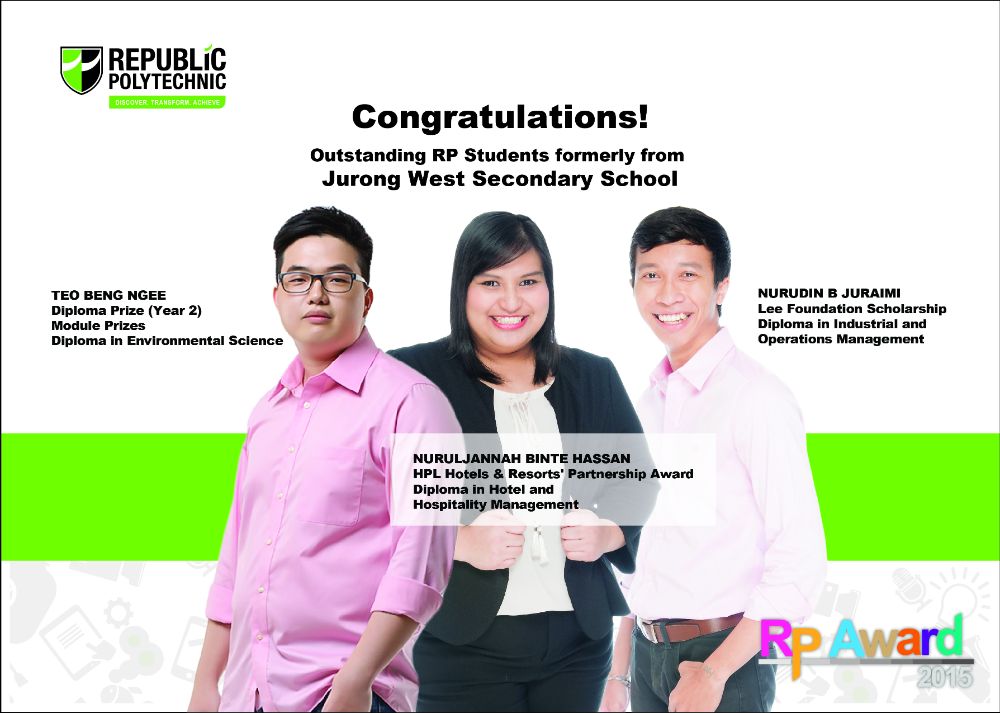 REPUBLIC
POLYTECHNIC
DISCOVER. TRANSFORM. ACHIEVE
Congratulations!
Outstanding RP Students formerly from
Jurong West Secondary School
TEO BENG NGEE
Diploma Prize (Year 2)
Module Prizes
Diploma in Environmental Science
NURUDIN B JURAIMI
Lee Foundation Scholarship
Diploma in Industrial and
Operations Management
NURULJANNAH BINTE HASSAN
HPL Hotels & Resorts' Partnership Award
Diploma in Hotel and
Hospitality Management
Rp Award
2015